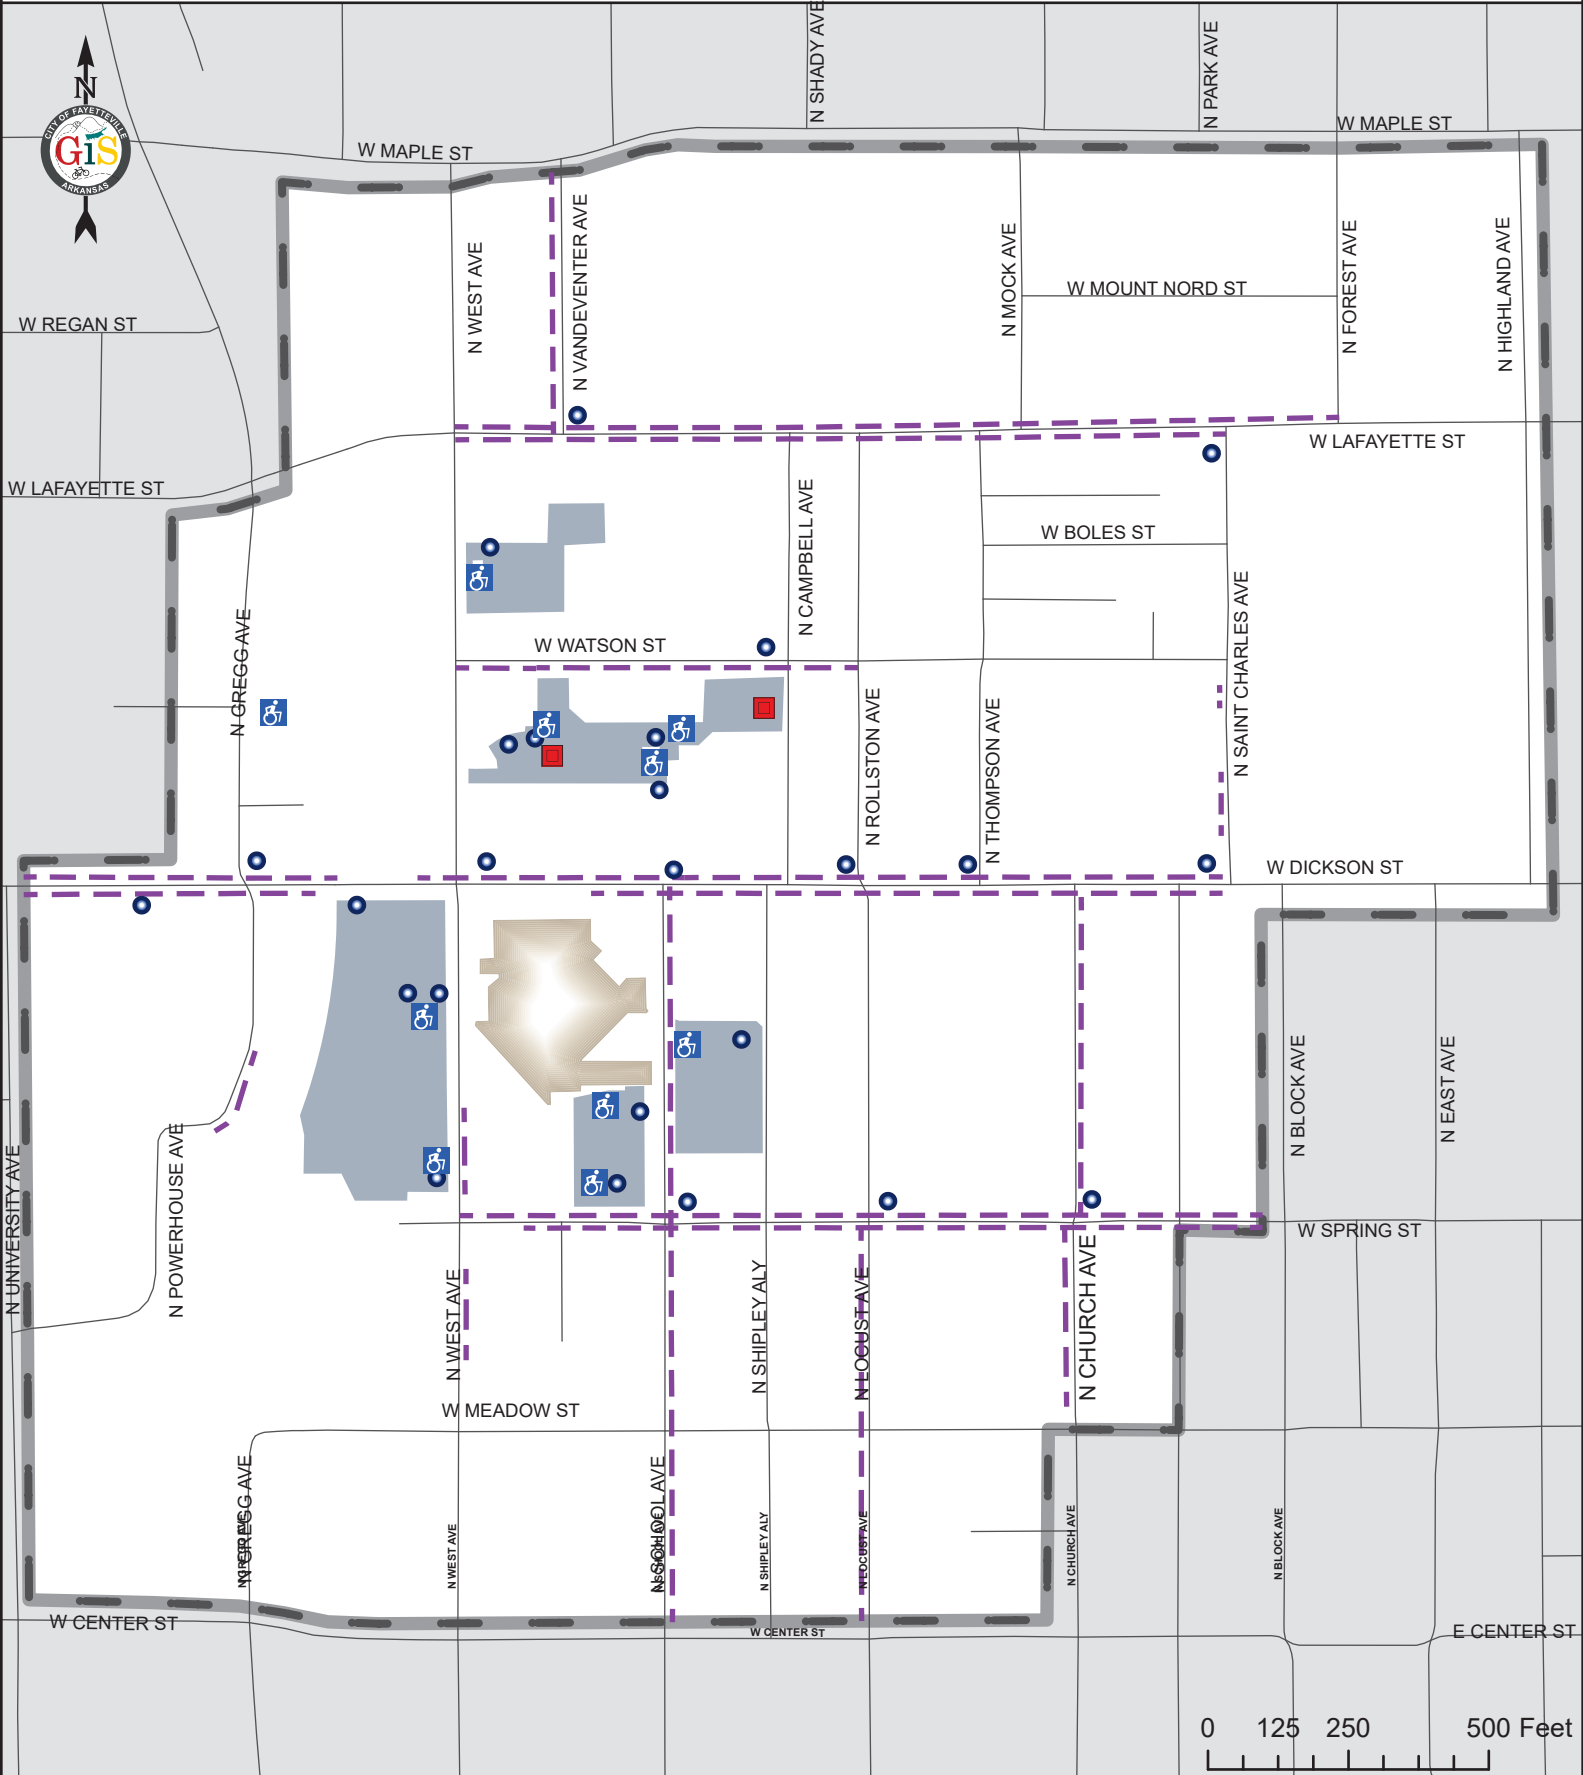 N SHADY AVE
N PARK AVE
N
CITY OF FAYETTEVILLE
GIS
ARKANSAS
W MAPLE ST
W MAPLE ST
N WEST AVE
N VANDEVENTER AVE
N MOCK AVE
W MOUNT NORD ST
N FOREST AVE
N HIGHLAND AVE
W REGAN ST
W LAFAYETTE ST
W LAFAYETTE ST
N CAMPBELL AVE
W BOLES ST
N GREGG AVE
W WATSON ST
N SAINT CHARLES AVE
N ROLLSTON AVE
N THOMPSON AVE
W DICKSON ST
N BLOCK AVE
N EAST AVE
N UNIVERSITY AVE
N POWERHOUSE AVE
W SPRING ST
N WEST AVE
N SHIPLEY ALY
N LOCUST AVE
N CHURCH AVE
W MEADOW ST
N GREGG AVE
N WEST AVE
N SCHOOL AVE
N SHIPLEY ALY
N LOCUST AVE
N CHURCH AVE
N BLOCK AVE
W CENTER ST
W CENTER ST
E CENTER ST
0 125 250 500 Feet